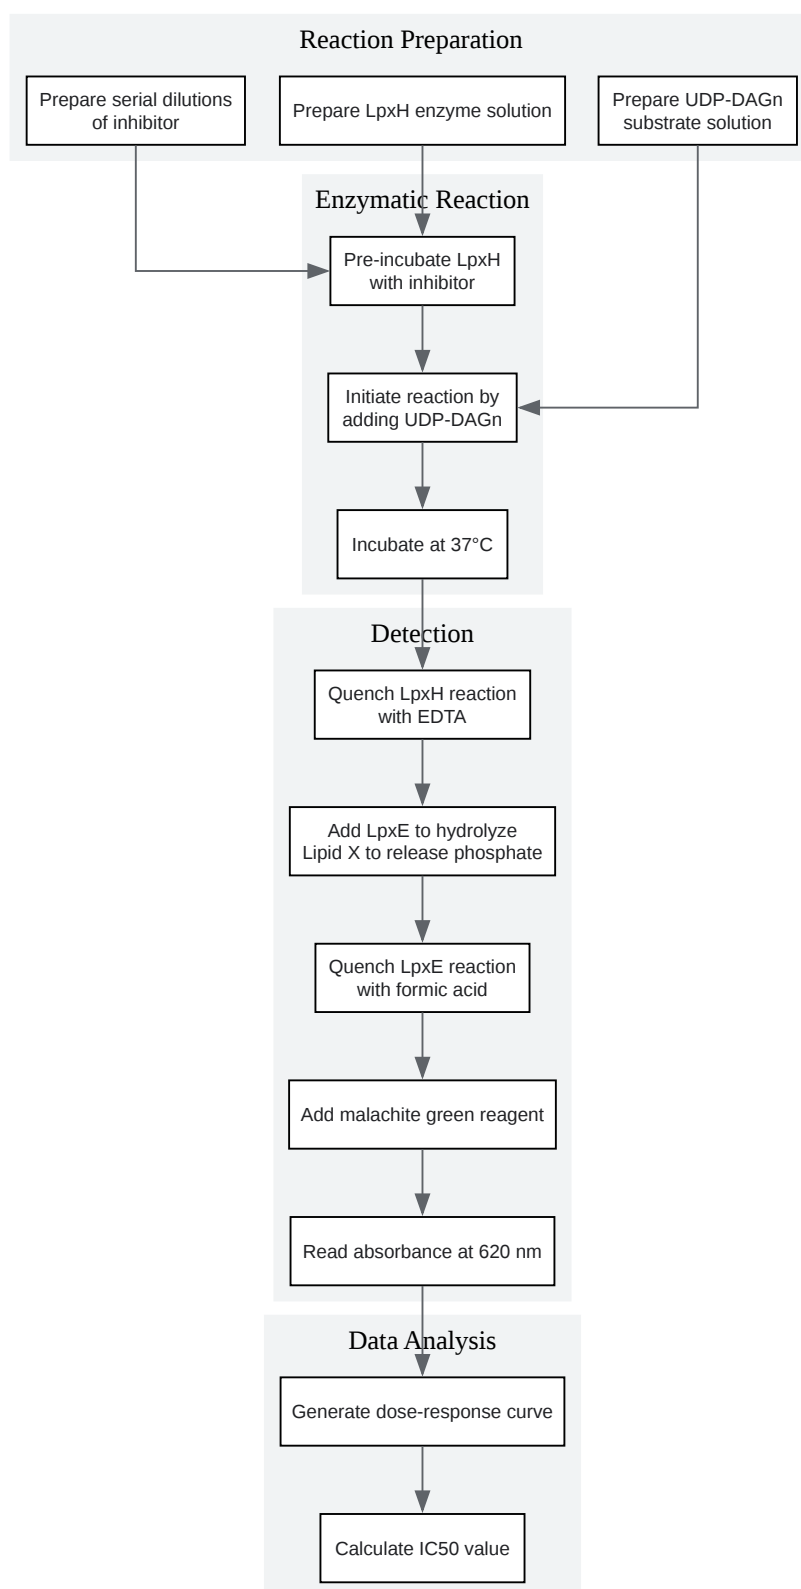 Reaction Preparation
Prepare serial dilutions
of inhibitor
Prepare LpxH enzyme solution
Prepare UDP-DAGn
substrate solution
Enzymatic Reaction
Pre-incubate LpxH
with inhibitor
Initiate reaction by
adding UDP-DAGn
Incubate at 37°C
Detection
Quench LpxH reaction
with EDTA
Add LpxE to hydrolyze
Lipid X to release phosphate
Quench LpxE reaction
with formic acid
Add malachite green reagent
Read absorbance at 620 nm
Data Analysis
Generate dose-response curve
Calculate IC50 value